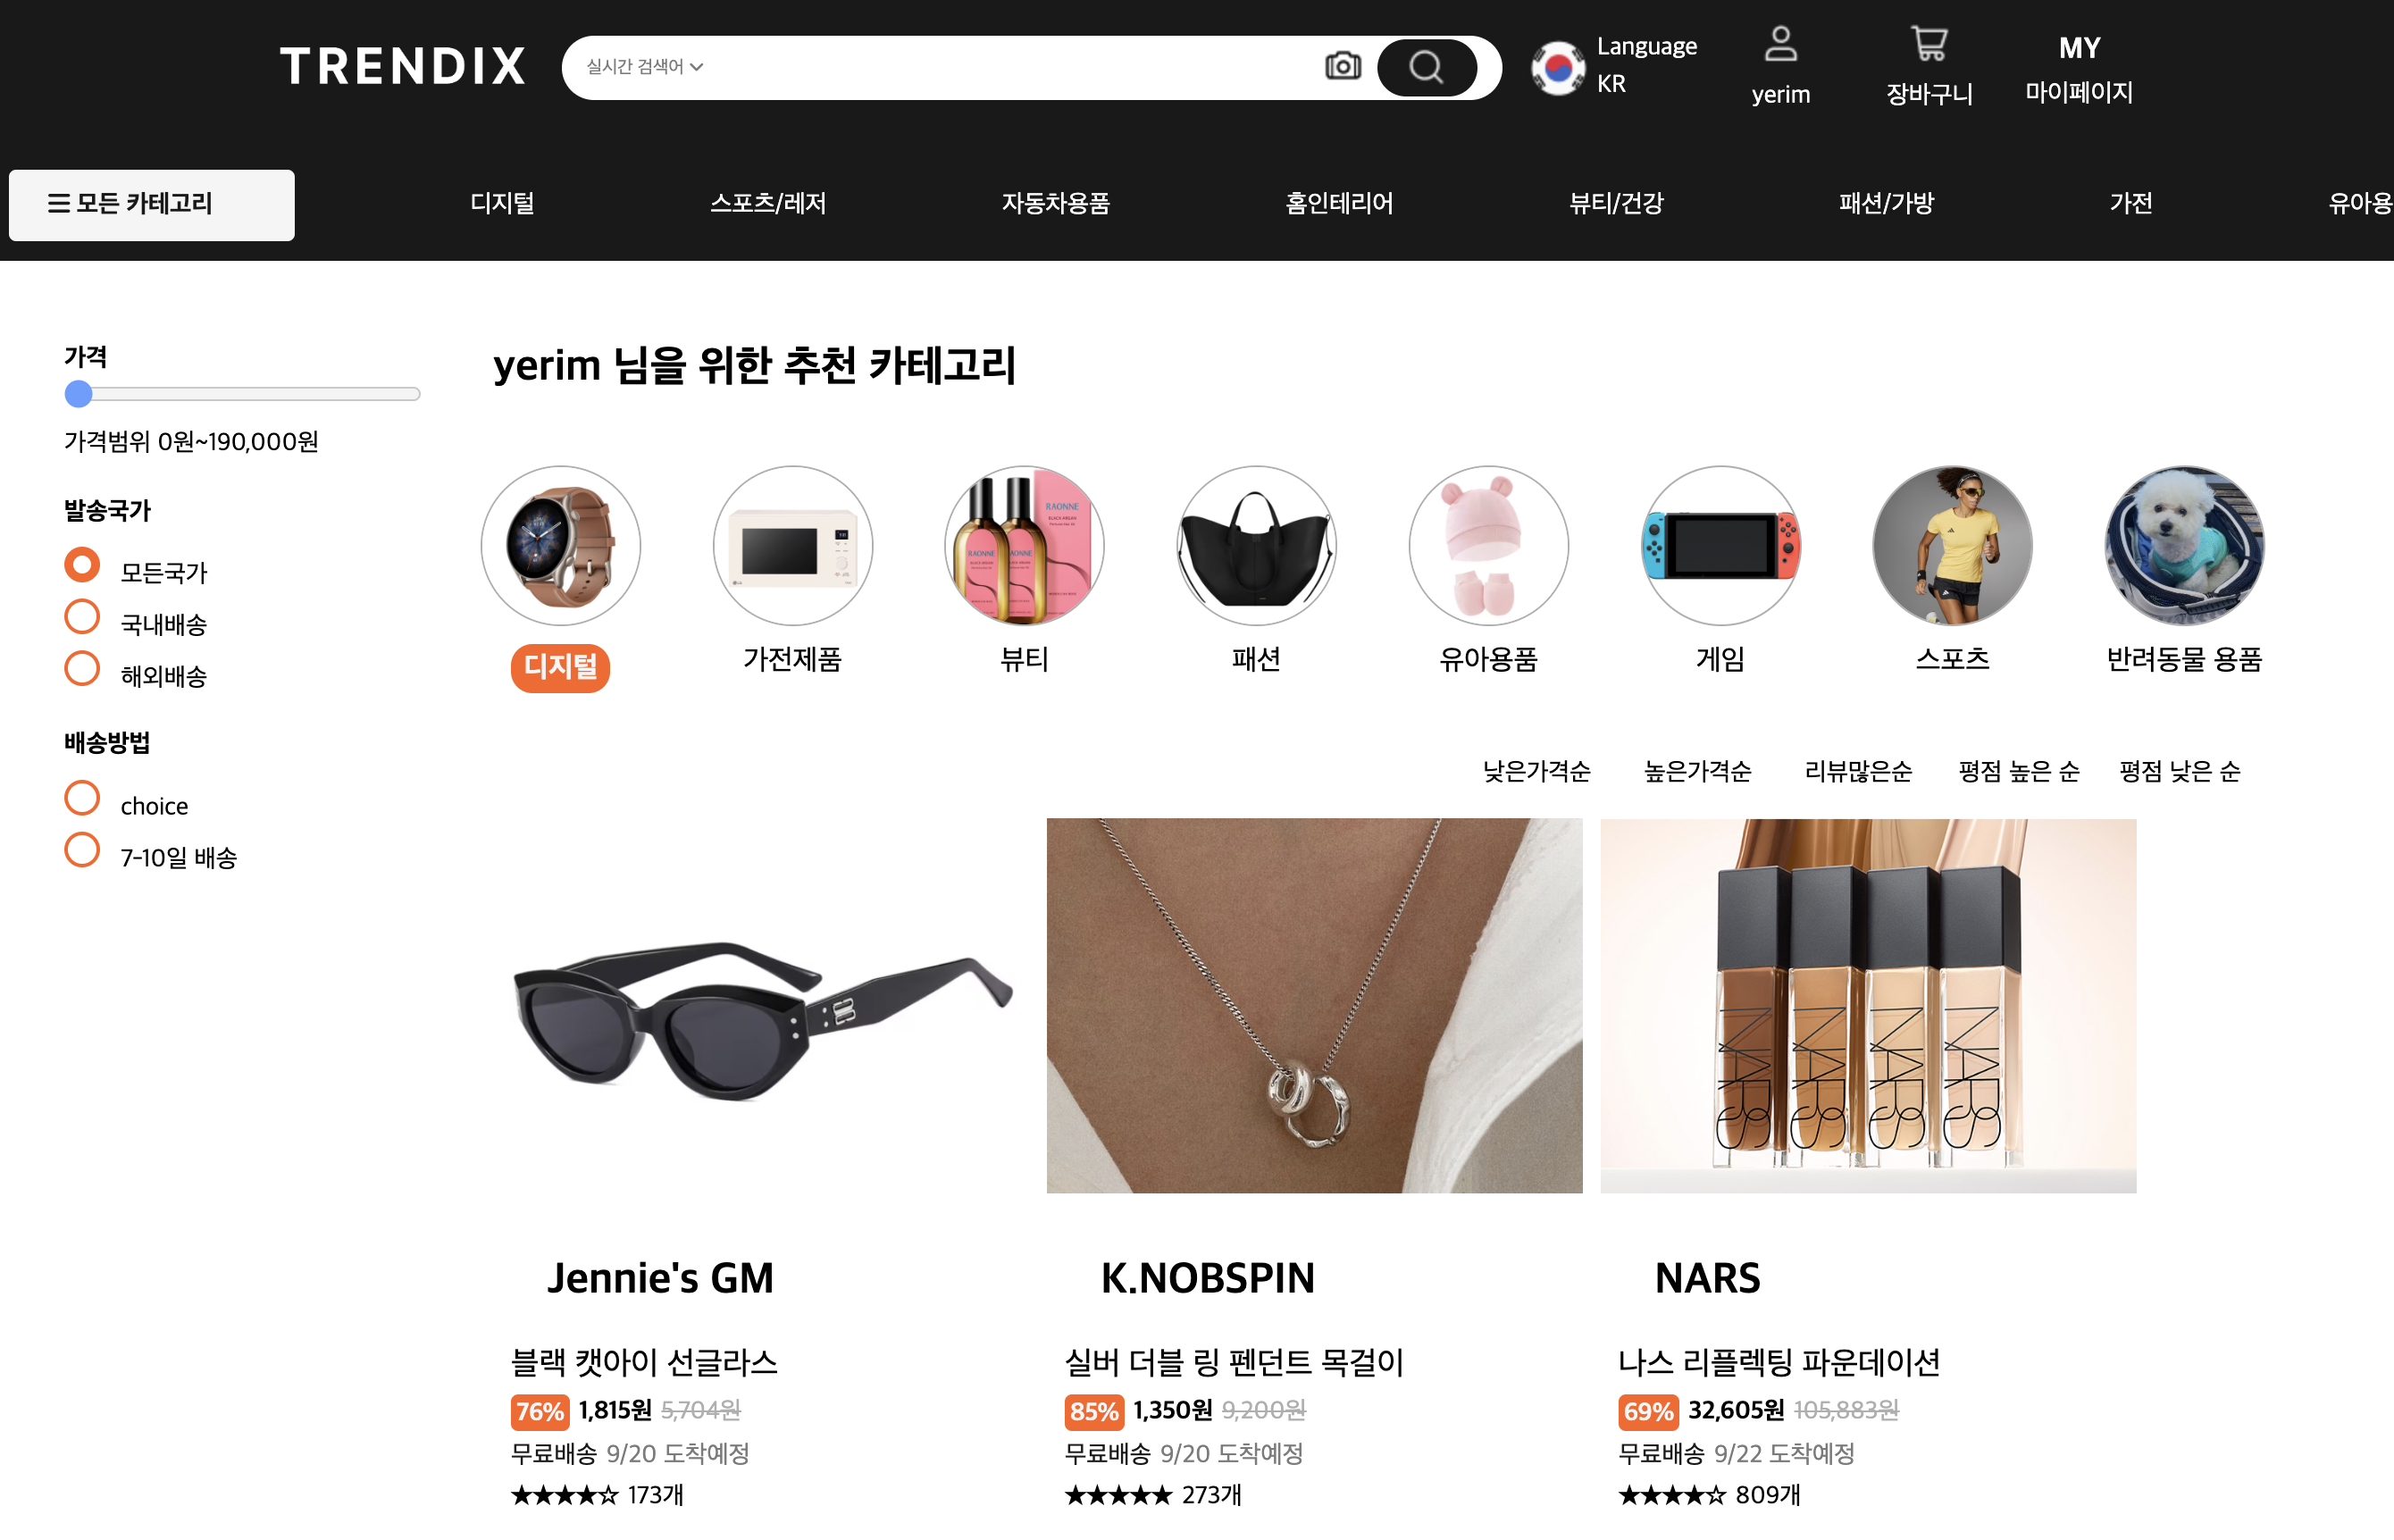 TRENDIX
실시간 검색어
Language
KR
yerim
장바구니
MY
마이페이지
모든 카테고리
디지털
스포츠/레저
자동차용품
홈인테리어
뷰티/건강
패션/가방
가전
유아용
가격
가격범위 0원~190,000원
발송국가
모든국가
국내배송
해외배송
배송방법
choice
7-10일 배송
yerim 님을 위한 추천 카테고리
RAONNE
BLACK ARGAN
RAONNE
RAONNE
디지털
가전제품
뷰티
패션
유아용품
게임
스포츠
반려동물 용품
낮은가격순
높은가격순
리뷰많은순
평점 높은 순
평점 낮은 순
NARS
NARS
NARS
NARS
Jennie's GM
블랙 캣아이 선글라스
76% 1,815원 5,704원
무료배송 9/20 도착예정
★★★★☆ 173개
K.NOBSPIN
실버 더블 링 펜던트 목걸이
85% 1,350원 9,200원
무료배송 9/20 도착예정
★★★★★ 273개
NARS
나스 리플렉팅 파운데이션
69% 32,605원 105,883원
무료배송 9/22 도착예정
★★★★☆ 809개